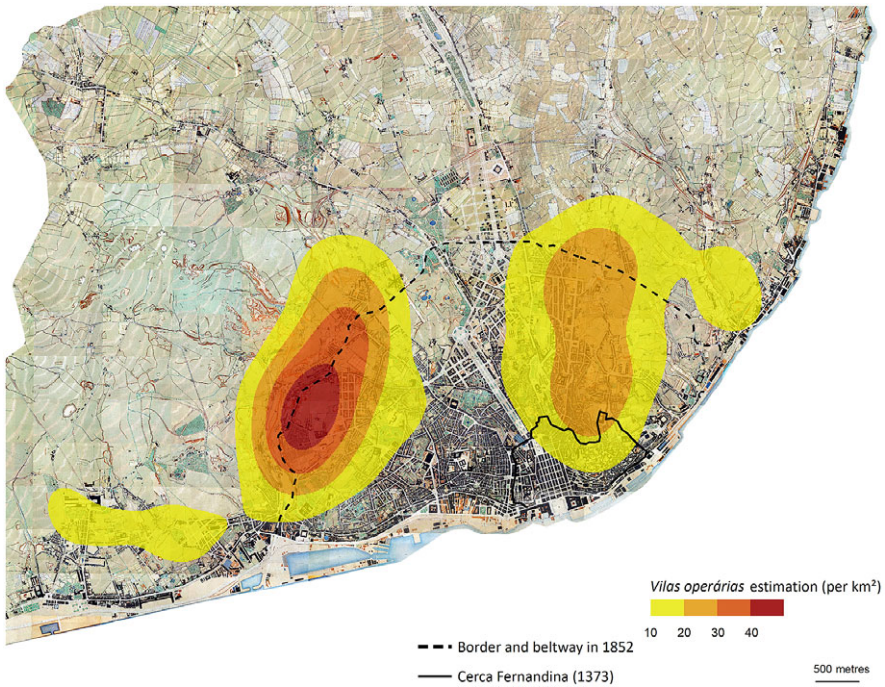 Vilas operárias estimation (per km²)
10 20 30 40
Border and beltway in 1852
Cerca Fernandina (1373)
500 metres